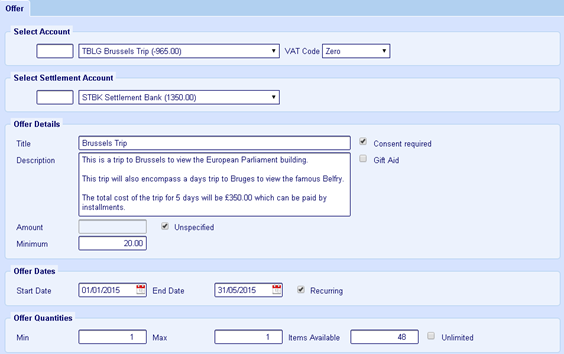 Offer
Select Account
TBLG Brussels Trip (-965.00) VAT Code Zero
Select Settlement Account
STBK Settlement Bank (1350.00)
Offer Details
Title Brussels Trip Consent required
Description This is a trip to Brussels to view the European Parliament building. Gift Aid
This trip will also encompass a days trip to Bruges to view the famous Belfry.
The total cost of the trip for 5 days will be £350.00 which can be paid by
installments.
Amount Unspecified
Minimum 20.00
Offer Dates
Start Date 01/01/2015 End Date 31/05/2015 Recurring
Offer Quantities
Min 1 Max 1 Items Available 48 Unlimited